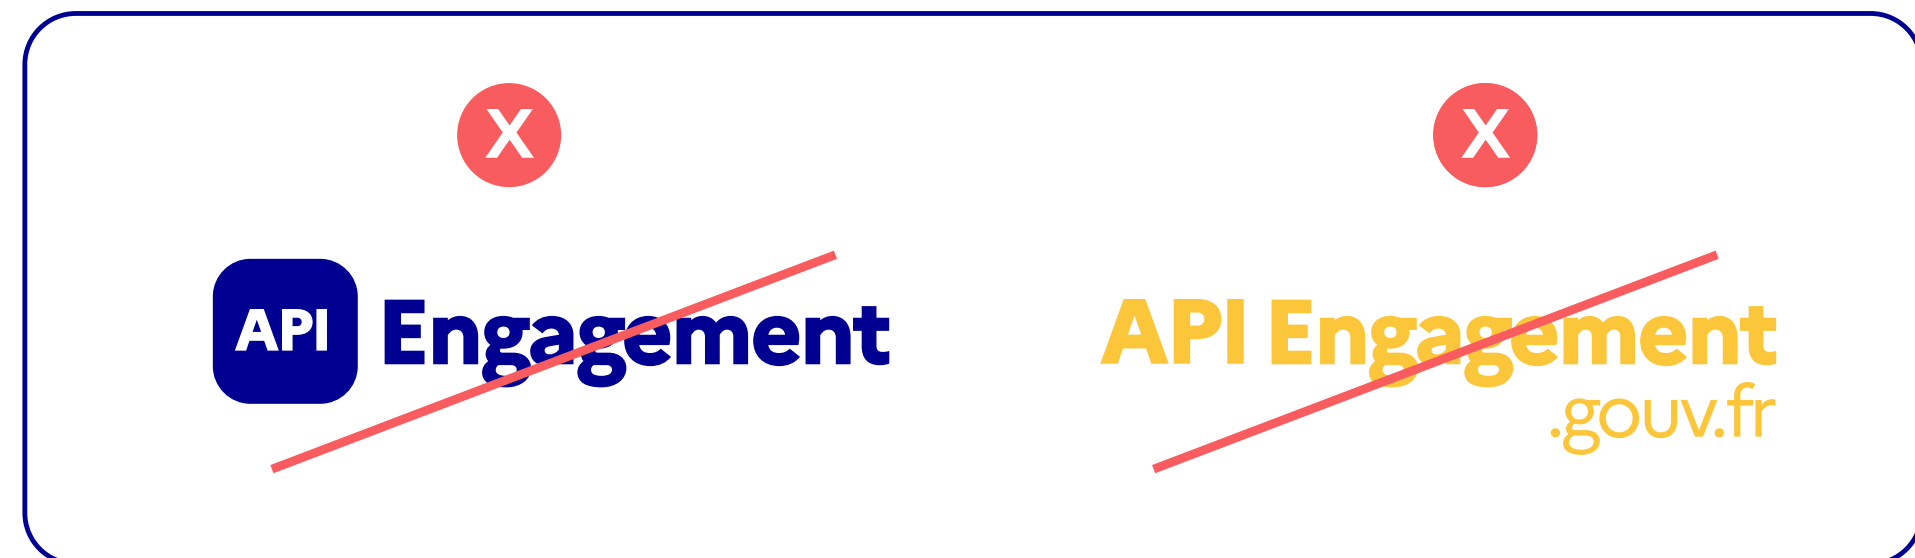 X
X
API Engagement
API Engagement
.gouv.fr